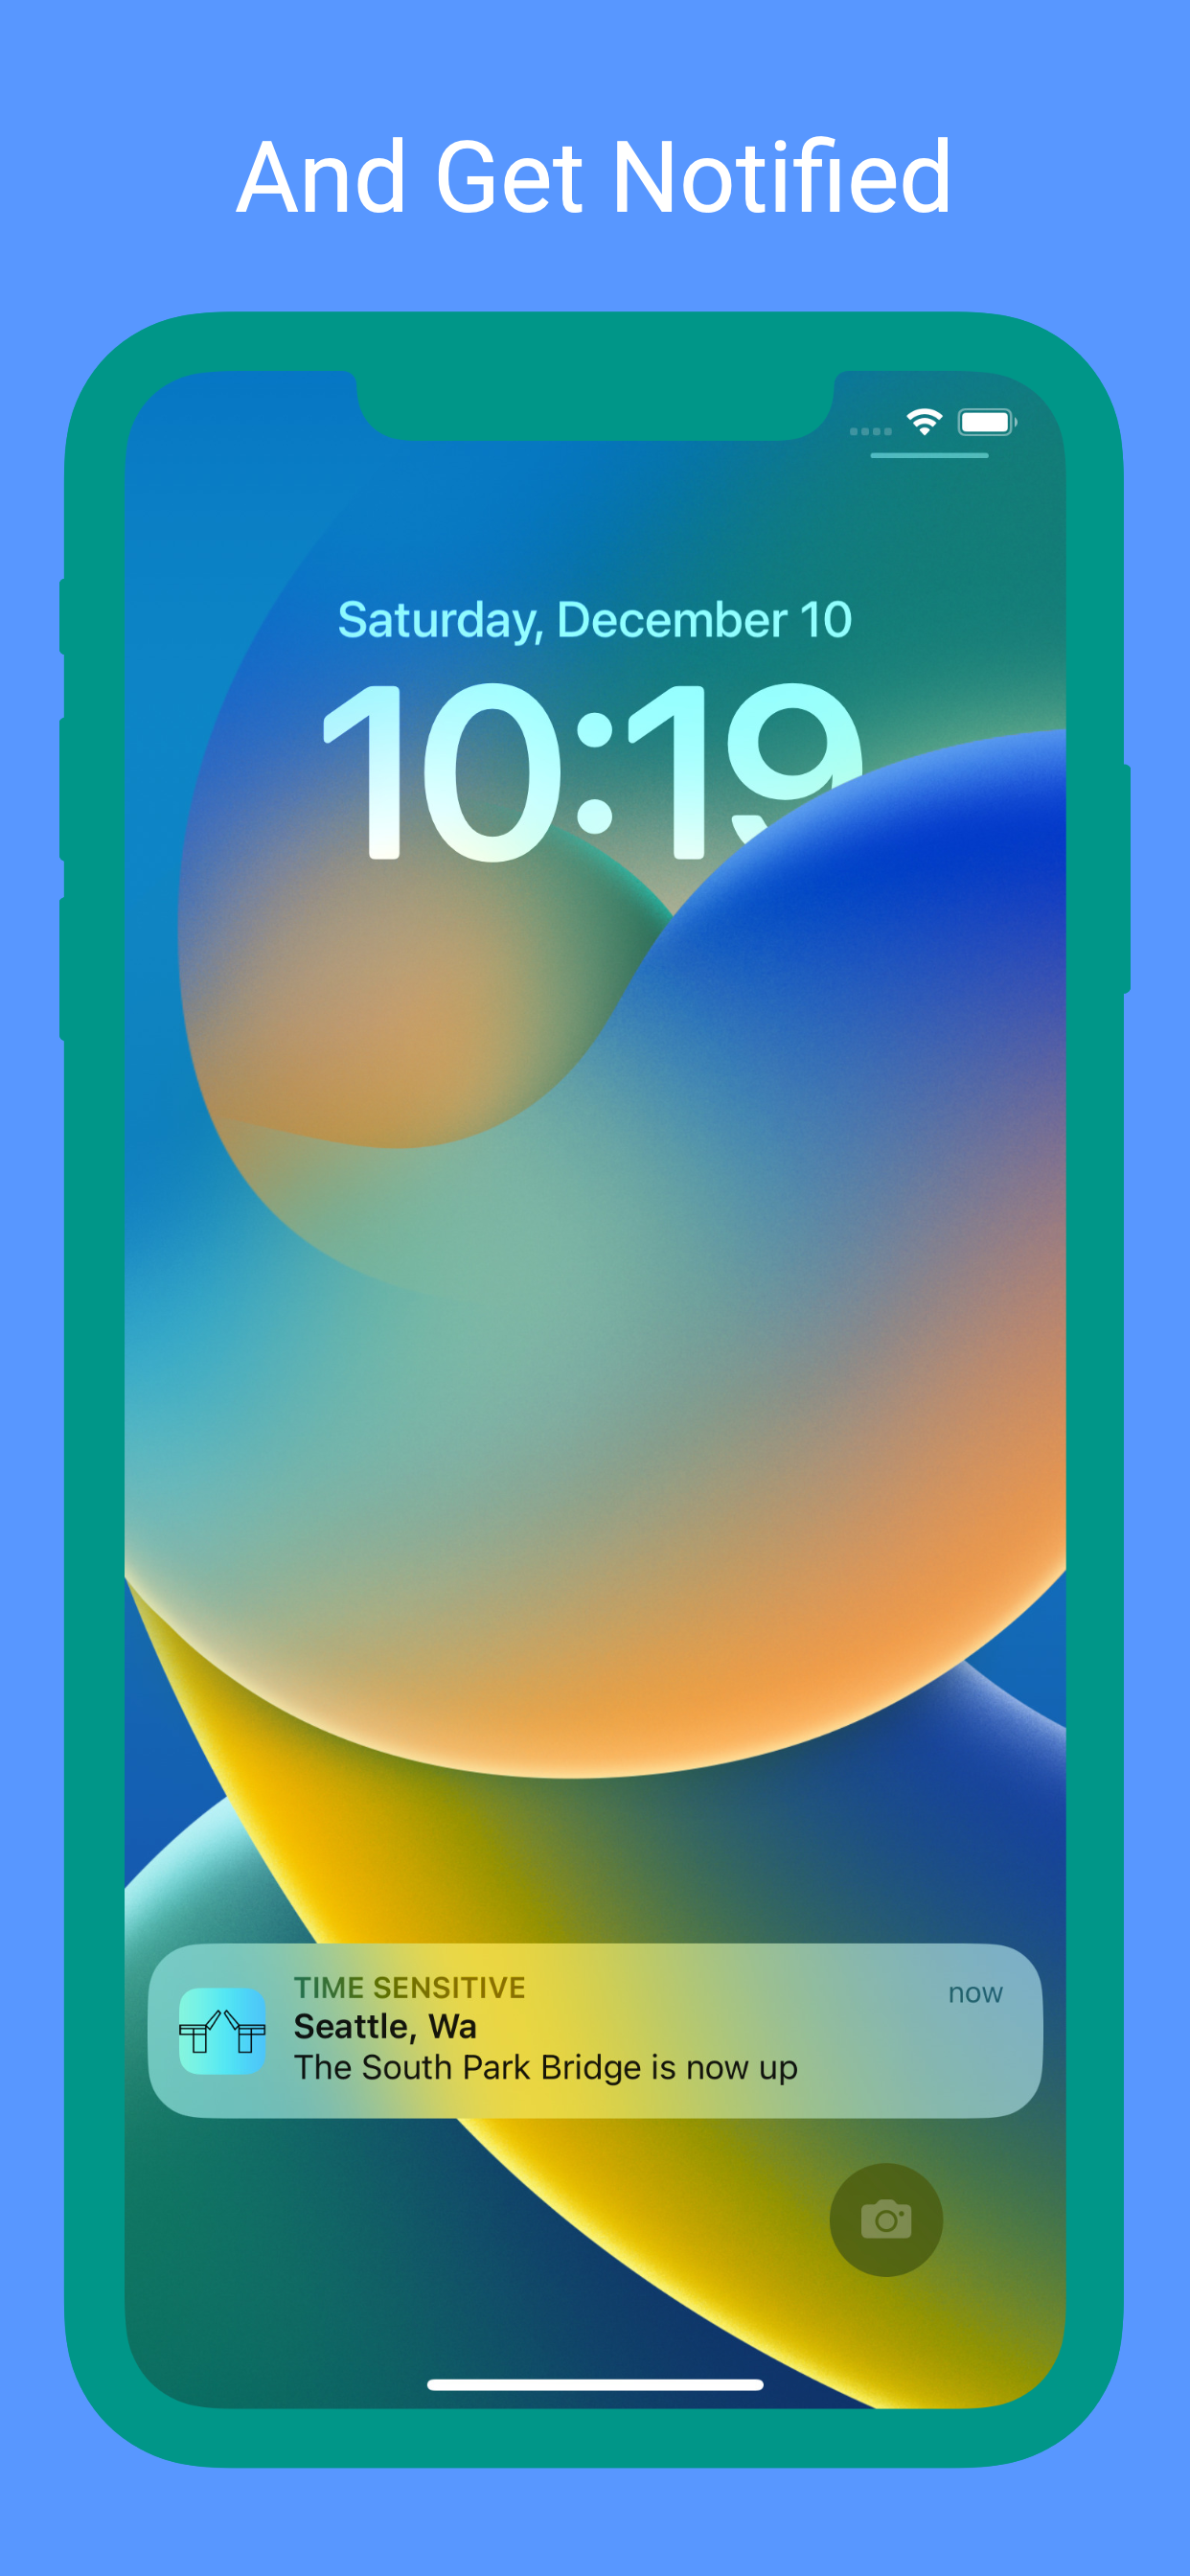 And Get Notified
Saturday, December 10
10:19
TIME SENSITIVE
now
Seattle, Wa
The South Park Bridge is now up